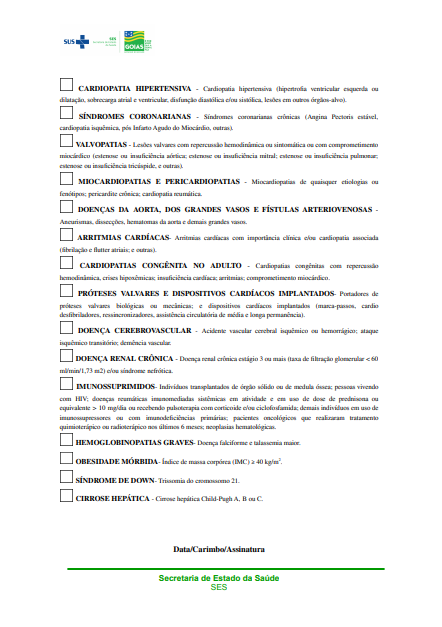 SUS
SES
GOIÁS
CARDIOPATIA HIPERTENSIVA - Cardiopatia hipertensiva (hipertrofia ventricular esquerda ou
dilatação, sobrecarga atrial e ventricular, disfunção diastólica e/ou sistólica, lesões em outros órgãos-alvo).
SÍNDROMES CORONARIANAS - Síndromes coronarianas crônicas (Angina Pectoris estável,
cardiopatia isquêmica, pós Infarto Agudo do Miocárdio, outras).
VALVOPATIAS - Lesões valvares com repercussão hemodinâmica ou sintomática ou com comprometimento
miocárdico (estenose ou insuficiência aórtica; estenose ou insuficiência mitral; estenose ou insuficiência pulmonar;
estenose ou insuficiência tricúspide, e outras).
MIOCARDIOPATIAS E PERICARDIOPATIAS - Miocardiopatias de quaisquer etiologias ou
fenótipos; pericardite crônica; cardiopatia reumática.
DOENÇAS DA AORTA, DOS GRANDES VASOS E FÍSTULAS ARTERIOVENOSAS -
Aneurismas, dissecções, hematomas da aorta e demais grandes vasos.
ARRITMIAS CARDÍACAS- Arritmias cardíacas com importância clínica e/ou cardiopatia associada
(fibrilação e flutter atriais; e outras).
CARDIOPATIAS CONGÊNITA NO ADULTO - Cardiopatias congênitas com repercussão
hemodinâmica, crises hipoxêmicas; insuficiência cardíaca; arritmias; comprometimento miocárdico.
PRÓTESES VALVARES E DISPOSITIVOS CARDÍACOS IMPLANTADOS- Portadores de
próteses valvares biológicas ou mecânicas; e dispositivos cardíacos implantados (marca-passos, cardio
desfibriladores, ressincronizadores, assistência circulatória de média e longa permanência).
DOENÇA CEREBROVASCULAR - Acidente vascular cerebral isquêmico ou hemorrágico; ataque
isquêmico transitório; demência vascular.
DOENÇA RENAL CRÔNICA - Doença renal crônica estágio 3 ou mais (taxa de filtração glomerular < 60
ml/min/1,73 m2) e/ou síndrome nefrótica.
IMUNOSSUPRIMIDOS- Indivíduos transplantados de órgão sólido ou de medula óssea; pessoas vivendo
com HIV; doenças reumáticas imunomediadas sistêmicas em atividade e em uso de dose de prednisona ou
equivalente > 10 mg/dia ou recebendo pulsoterapia com corticoide e/ou ciclofosfamida; demais indivíduos em uso de
imunossupressores ou com imunodeficiências primárias; pacientes oncológicos que realizaram tratamento
quimioterápico ou radioterápico nos últimos 6 meses; neoplasias hematológicas.
HEMOGLOBINOPATIAS GRAVES- Doença falciforme e talassemia maior.
OBESIDADE MÓRBIDA- Índice de massa corpórea (IMC) ≥ 40 kg/m².
SÍNDROME DE DOWN- Trissomia do cromossomo 21.
CIRROSE HEPÁTICA - Cirrose hepática Child-Pugh A, B ou C.
Data/Carimbo/Assinatura
Secretaria de Estado da Saúde
SES